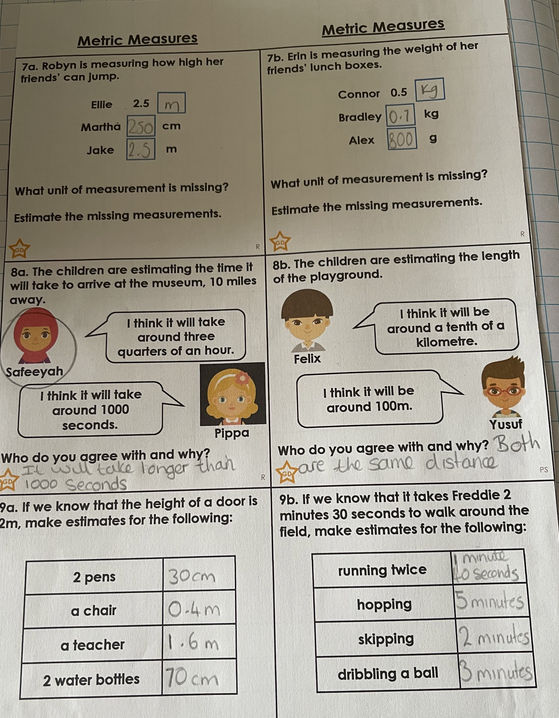 Metric Measures
7a. Robyn is measuring how high her
friends' can jump.
Ellie 2.5 m
Martha 250 cm
Jake 2.5 m
What unit of measurement is missing?
Estimate the missing measurements.
GD
R
Metric Measures
7b. Erin is measuring the weight of her
friends' lunch boxes.
Connor 0.5 kg
Bradley 0.7 kg
Alex 800 g
What unit of measurement is missing?
Estimate the missing measurements.
GD
R
8a. The children are estimating the time it
will take to arrive at the museum, 10 miles
away.
I think it will take
around three
quarters of an hour.
Safeeyah
I think it will take
around 1000
seconds.
Pippa
Who do you agree with and why?
It will take longer than
1000 seconds
GD
R
8b. The children are estimating the length
of the playground.
I think it will be
around a tenth of a
kilometre.
Felix
I think it will be
around 100m.
Yusuf
Who do you agree with and why? Both
are the same distance
GD
PS
9a. If we know that the height of a door is
2m, make estimates for the following:
2 pens 30cm
a chair 0.4m
a teacher 1.6m
2 water bottles 70cm
9b. If we know that it takes Freddie 2
minutes 30 seconds to walk around the
field, make estimates for the following:
running twice 1 minute
40 seconds
hopping 5 minutes
skipping 2 minutes
dribbling a ball 3 minutes